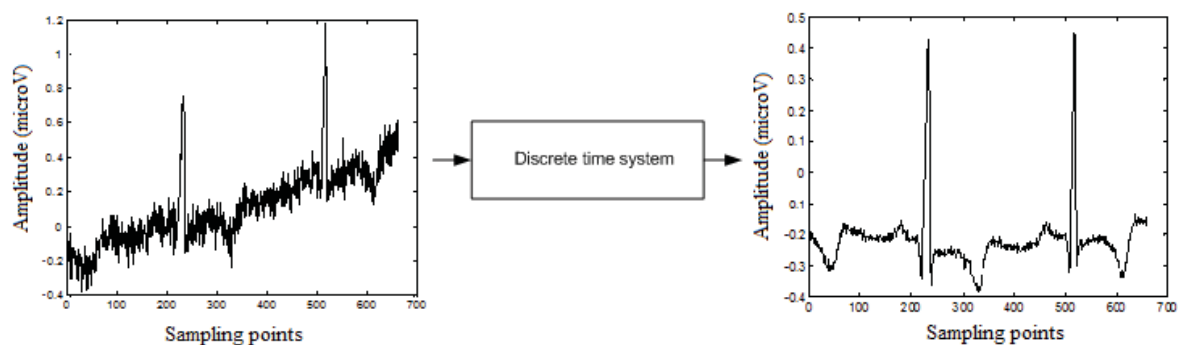 Amplitude (microV)
1.2
1
0.8
0.6
0.4
0.2
0
-0.2
-0.4
0 100 200 300 400 500 600 700
Sampling points
Discrete time system
Amplitude (microV)
0.5
0.4
0.3
0.2
0.1
0
-0.1
-0.2
-0.3
-0.4
0 100 200 300 400 500 600 700
Sampling points